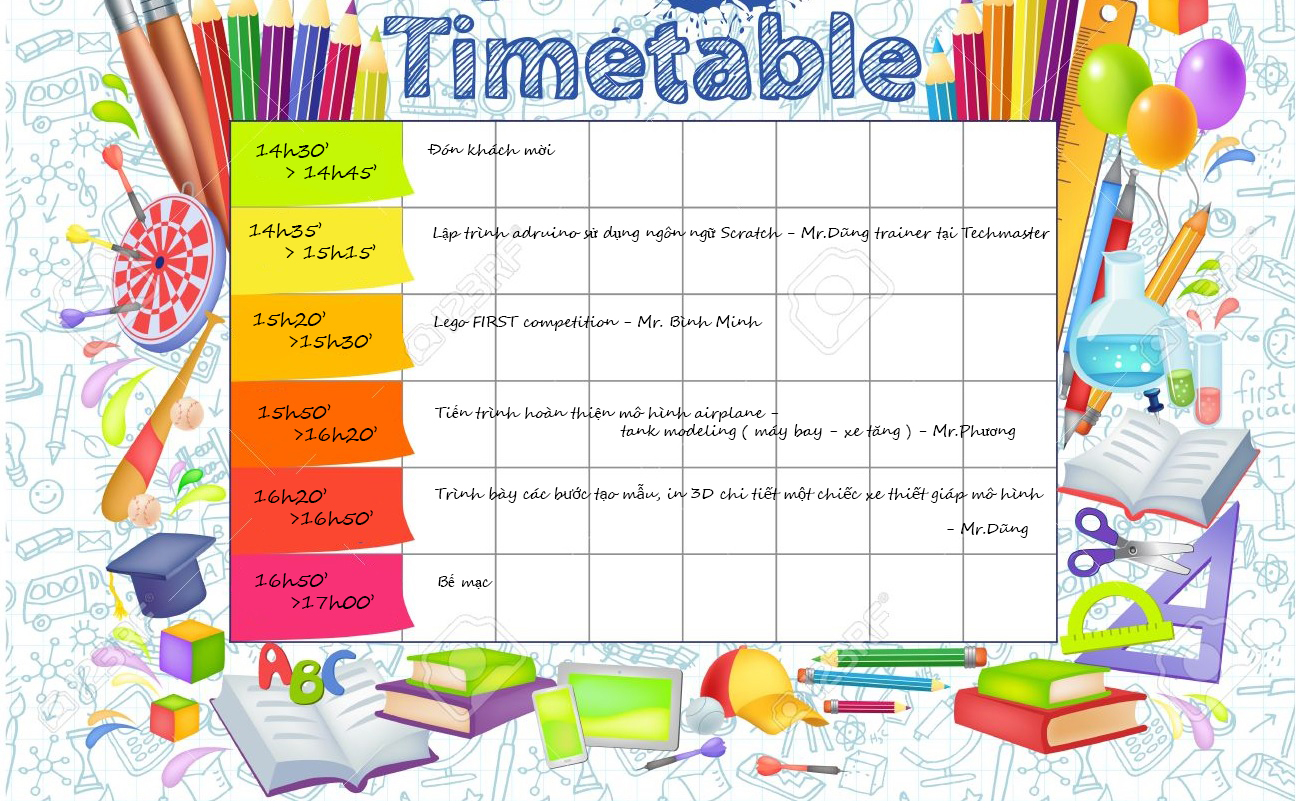 Timetable
14h30'
> 14h45'
Đón khách mời
14h35'
> 15h15'
Lập trình adruino sử dụng ngôn ngữ Scratch - Mr.Dũng trainer tại Techmaster
15h20'
>15h30'
Lego FIRST competition - Mr. Bình Minh
15h50'
>16h20'
Tiến trình hoàn thiện mô hình airplane -
tank modeling ( máy bay - xe tăng ) - Mr.Phương
16h20'
>16h50'
Trình bày các bước tạo mẫu, in 3D chi tiết một chiếc xe thiết giáp mô hình
- Mr.Dũng
16h50'
>17h00'
Bế mạc
first
place
1
ABC
123RF